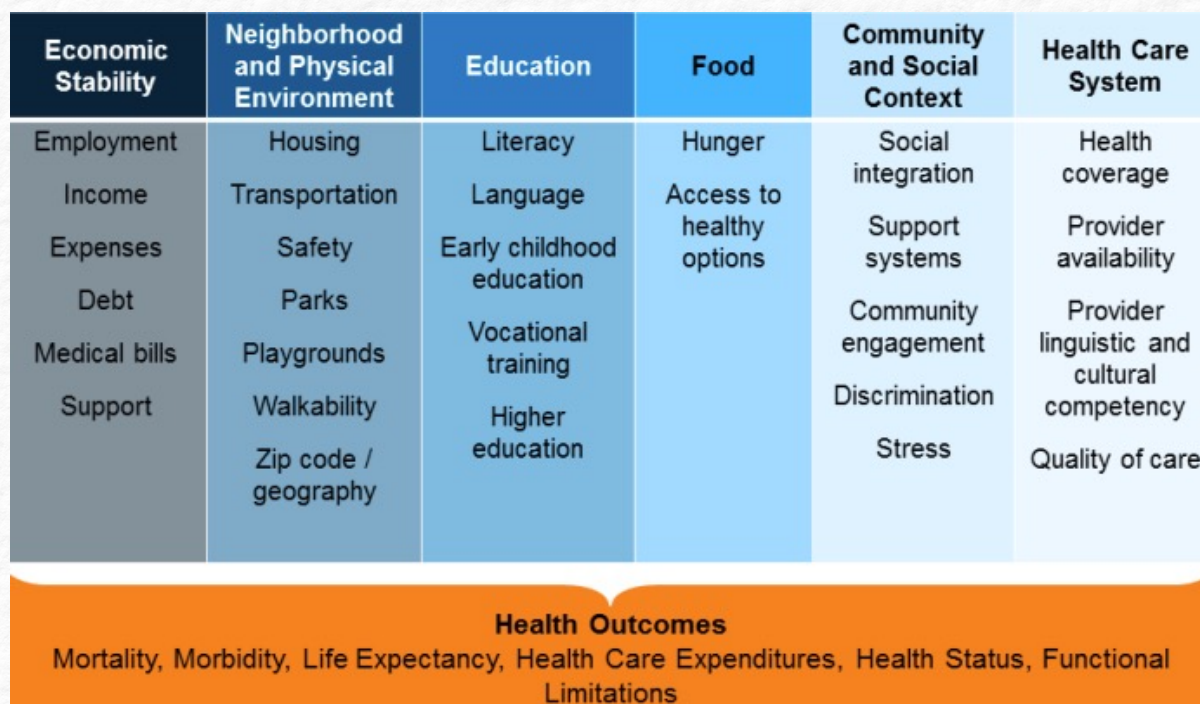 Economic
Stability
Neighborhood
and Physical
Environment
Education
Food
Community
and Social
Context
Health Care
System
Employment
Income
Expenses
Debt
Medical bills
Support
Housing
Transportation
Safety
Parks
Playgrounds
Walkability
Zip code /
geography
Literacy
Language
Early childhood
education
Vocational
training
Higher
education
Hunger
Access to
healthy
options
Social
integration
Support
systems
Community
engagement
Discrimination
Stress
Health
coverage
Provider
availability
Provider
linguistic and
cultural
competency
Quality of care
Health Outcomes
Mortality, Morbidity, Life Expectancy, Health Care Expenditures, Health Status, Functional
Limitations